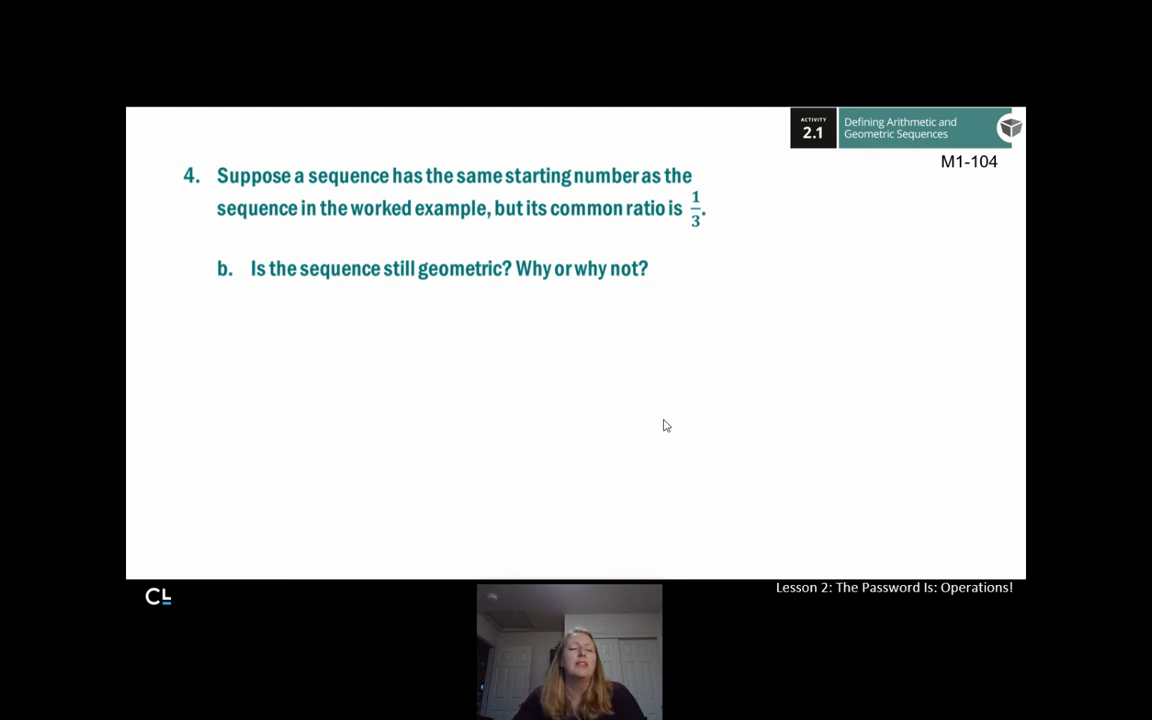 ACTIVITY
2.1
Defining Arithmetic and
Geometric Sequences
M1-104
4. Suppose a sequence has the same starting number as the
sequence in the worked example, but its common ratio is 1/3.
b. Is the sequence still geometric? Why or why not?
CL
Lesson 2: The Password Is: Operations!